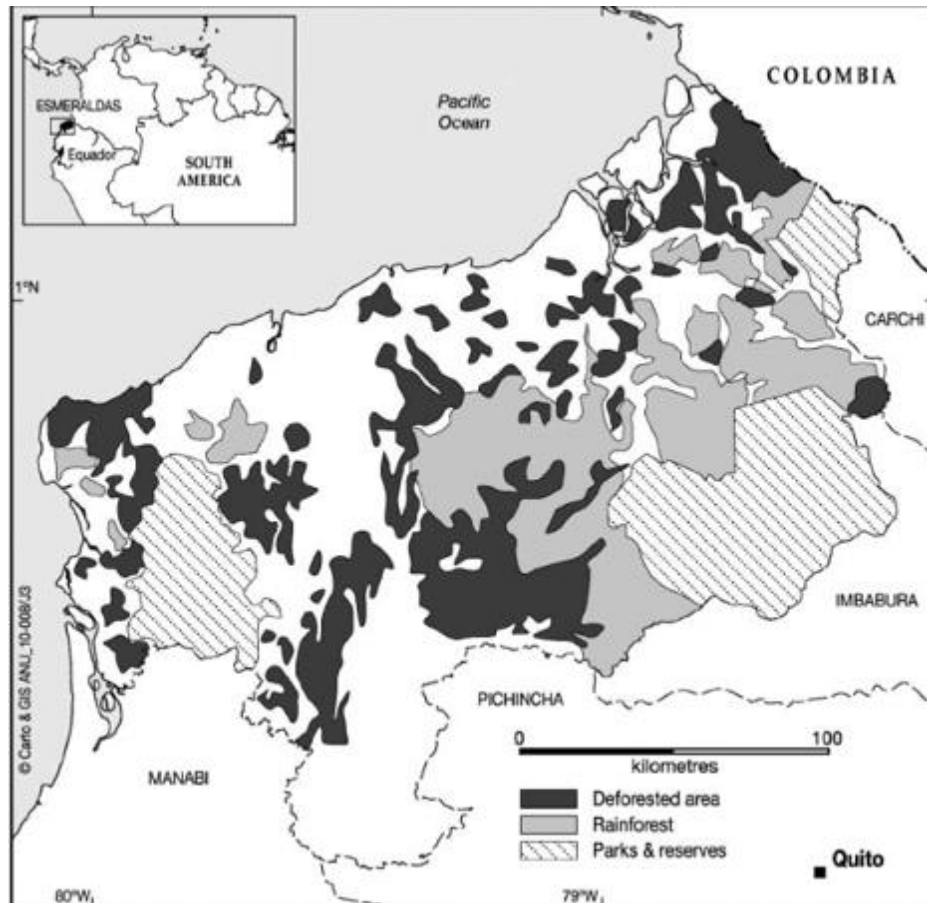 COLOMBIA
Pacific
Ocean
ESMERALDAS
Equador
SOUTH
AMERICA
1°N
CARCHI
IMBABURA
PICHINCHA
MANABI
0 100
kilometres
Deforested area
Rainforest
Parks & reserves
Quito
80°W
79°W
© Carto & GIS ANU_10-008/J3